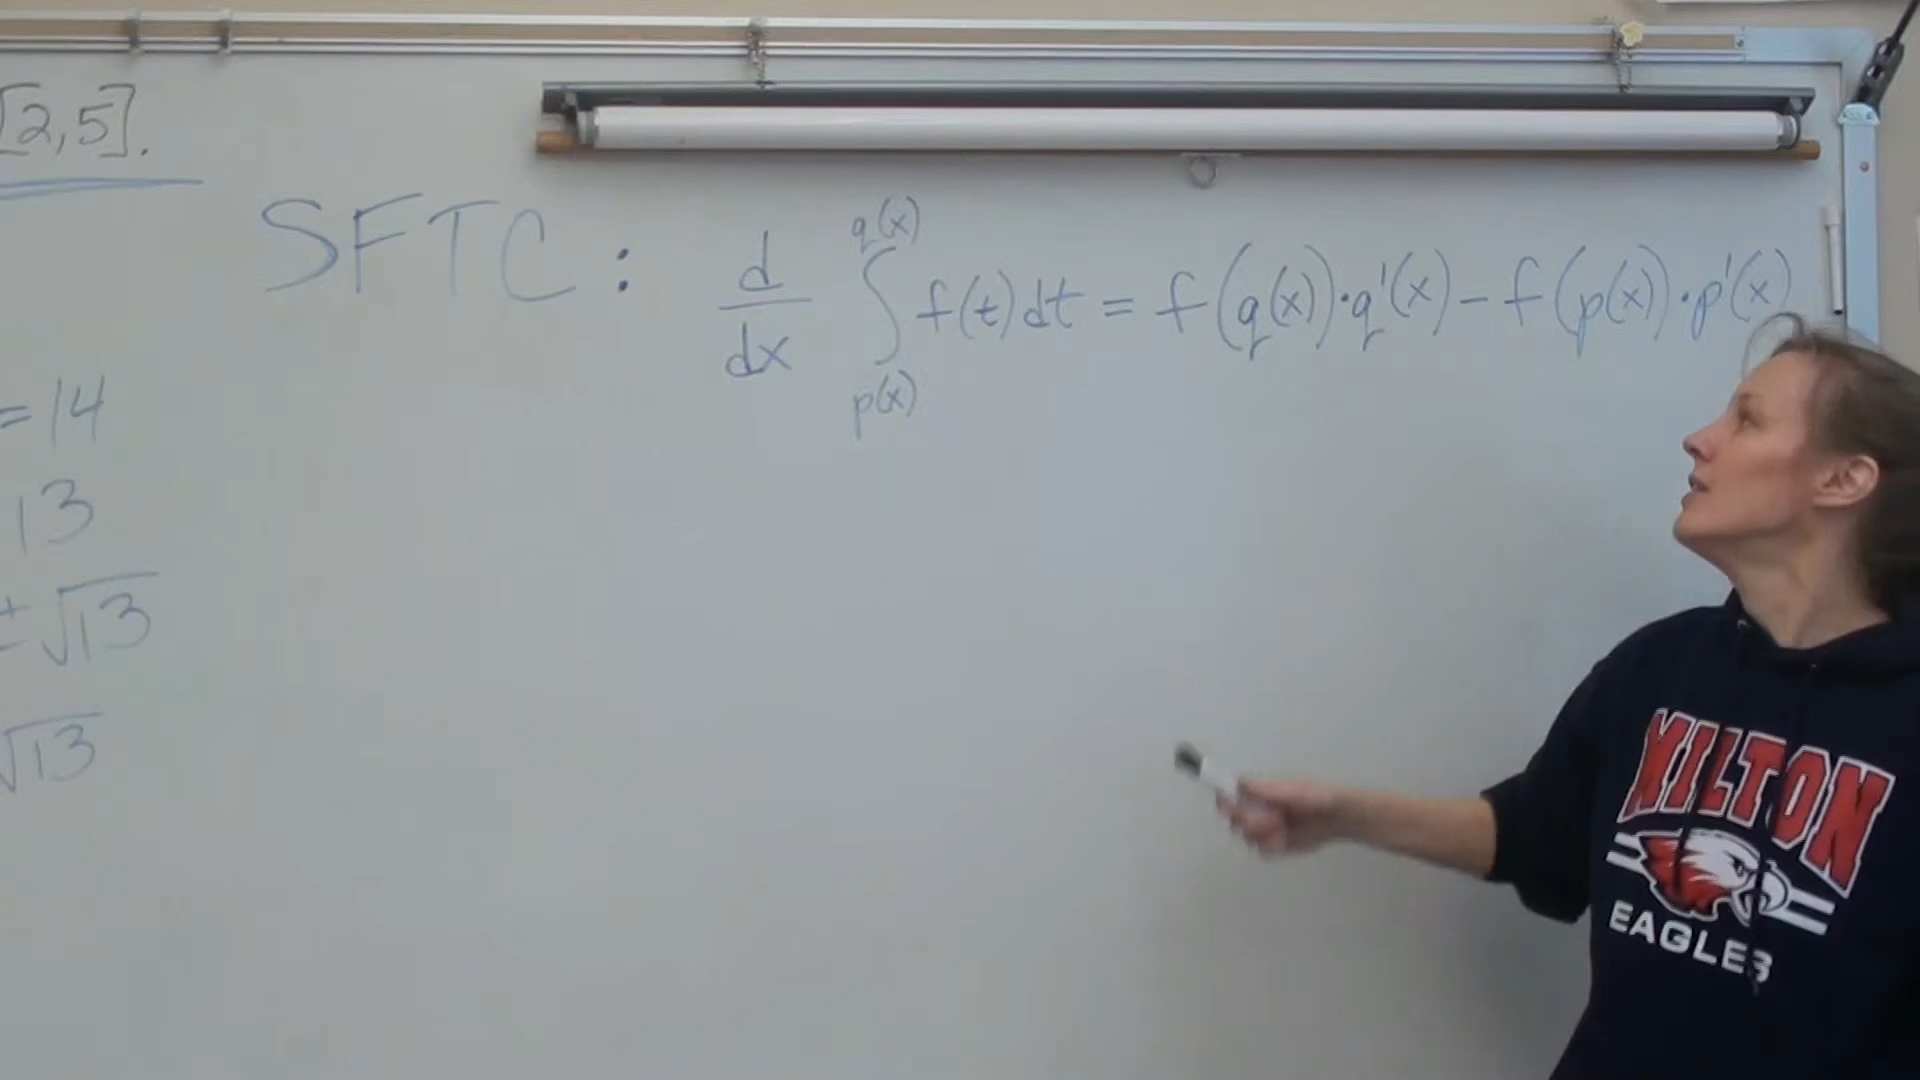 [2,5].
SFTC: d/dx ∫_{p(x)}^{q(x)} f(t)dt = f(q(x))·q'(x) - f(p(x)·p'(x)
=14
13
±√13
√13
MILTON
EAGLES